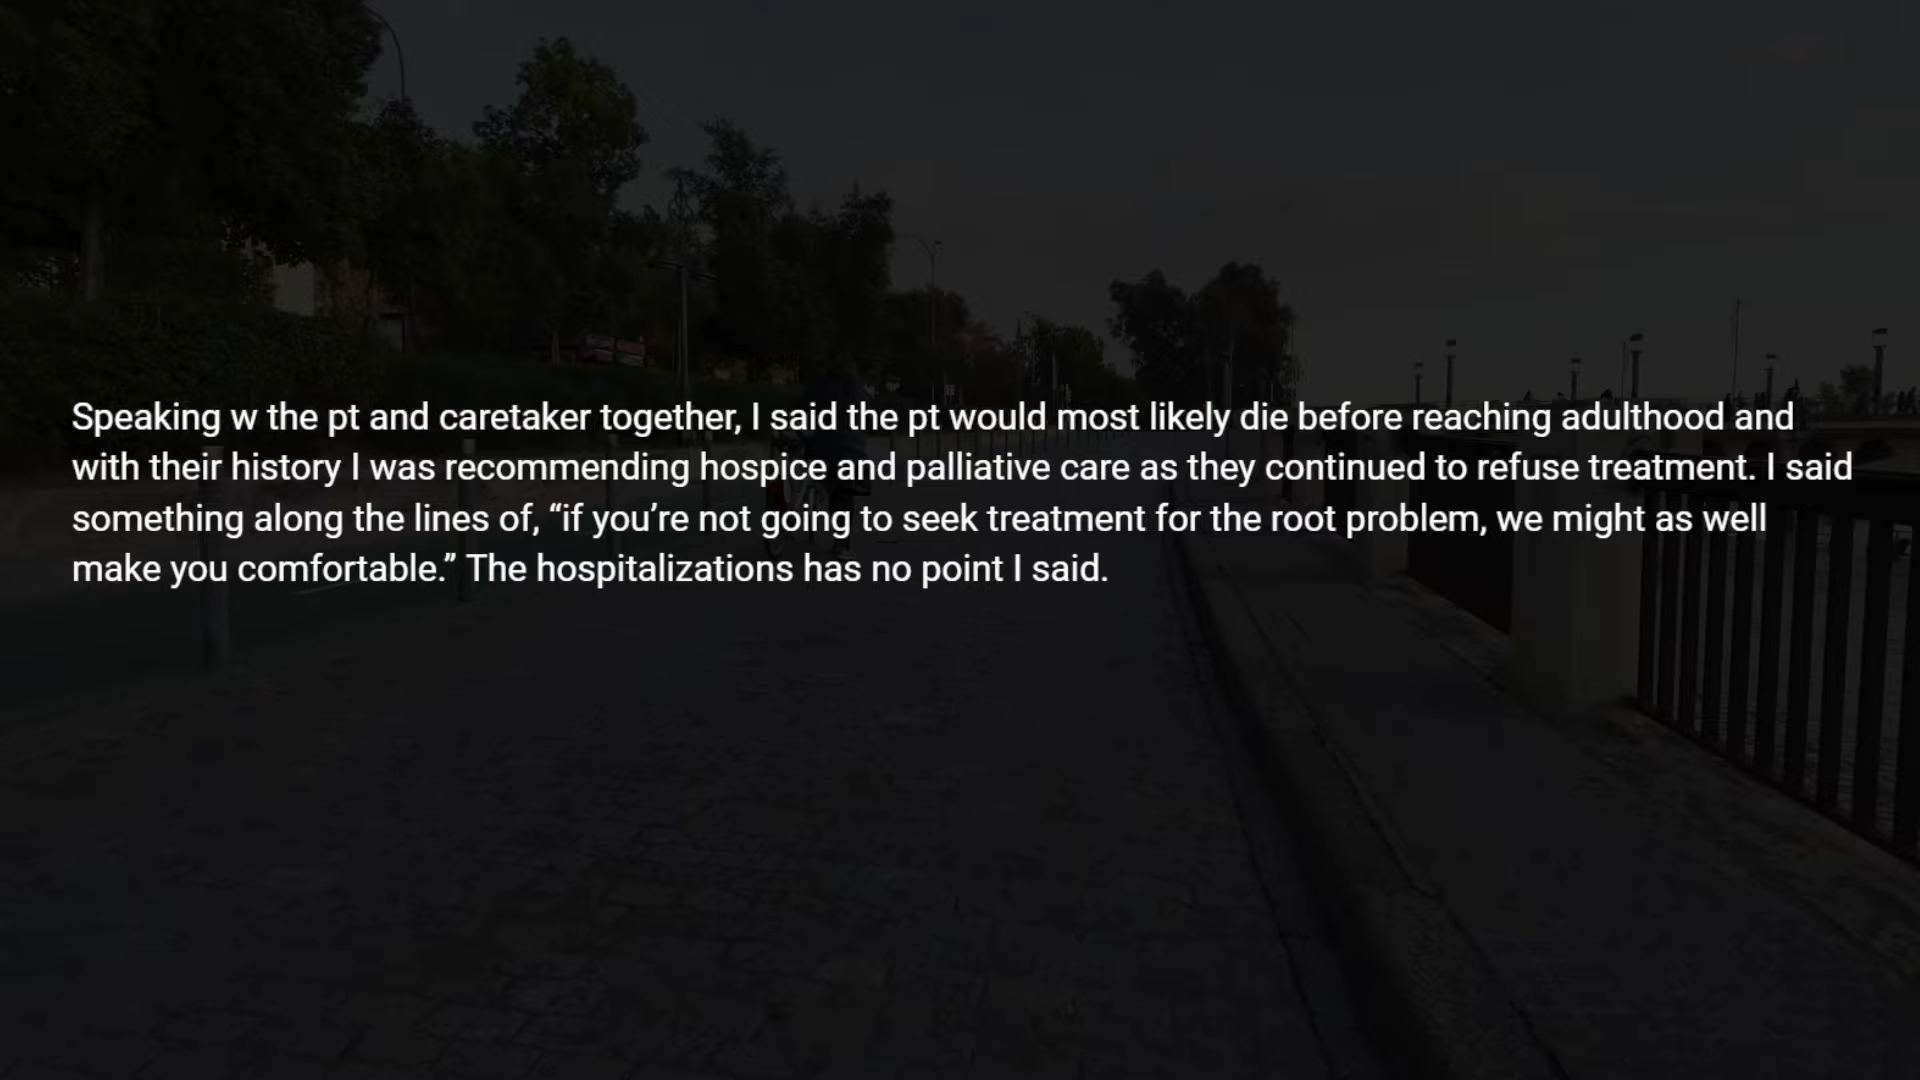 Speaking w the pt and caretaker together, I said the pt would most likely die before reaching adulthood and
with their history I was recommending hospice and palliative care as they continued to refuse treatment. I said
something along the lines of, “if you’re not going to seek treatment for the root problem, we might as well
make you comfortable.” The hospitalizations has no point I said.